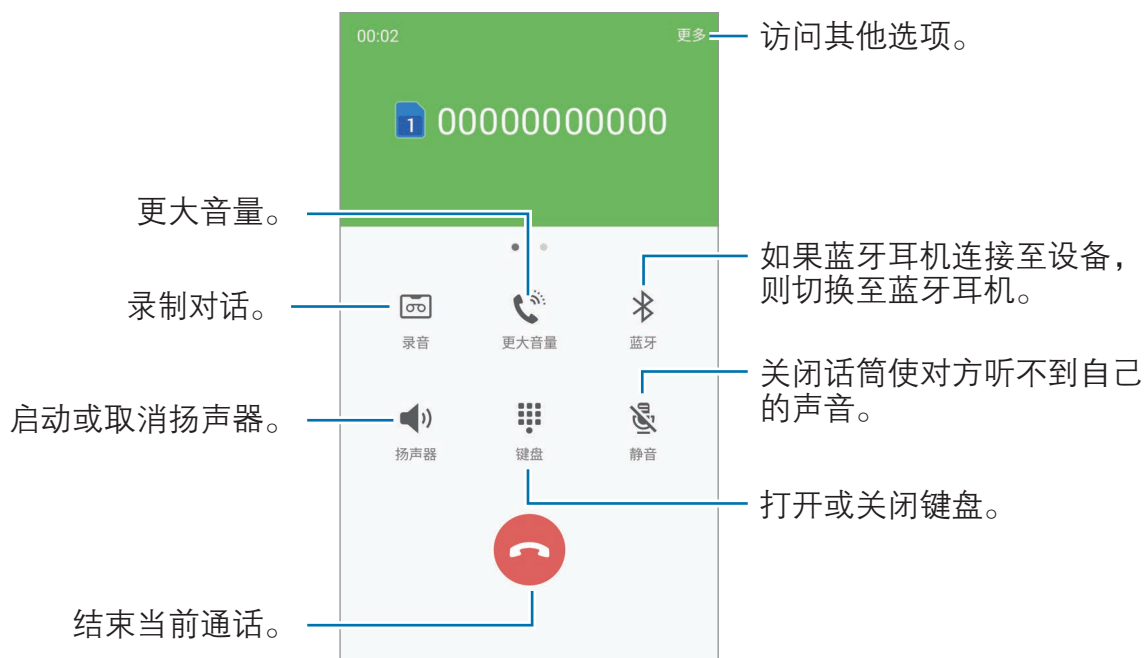 00:02
更多
访问其他选项。
1 00000000000
更大音量。
如果蓝牙耳机连接至设备，
则切换至蓝牙耳机。
录制对话。
录音
更大音量
蓝牙
关闭话筒使对方听不到自己
的声音。
启动或取消扬声器。
扬声器
键盘
静音
打开或关闭键盘。
结束当前通话。